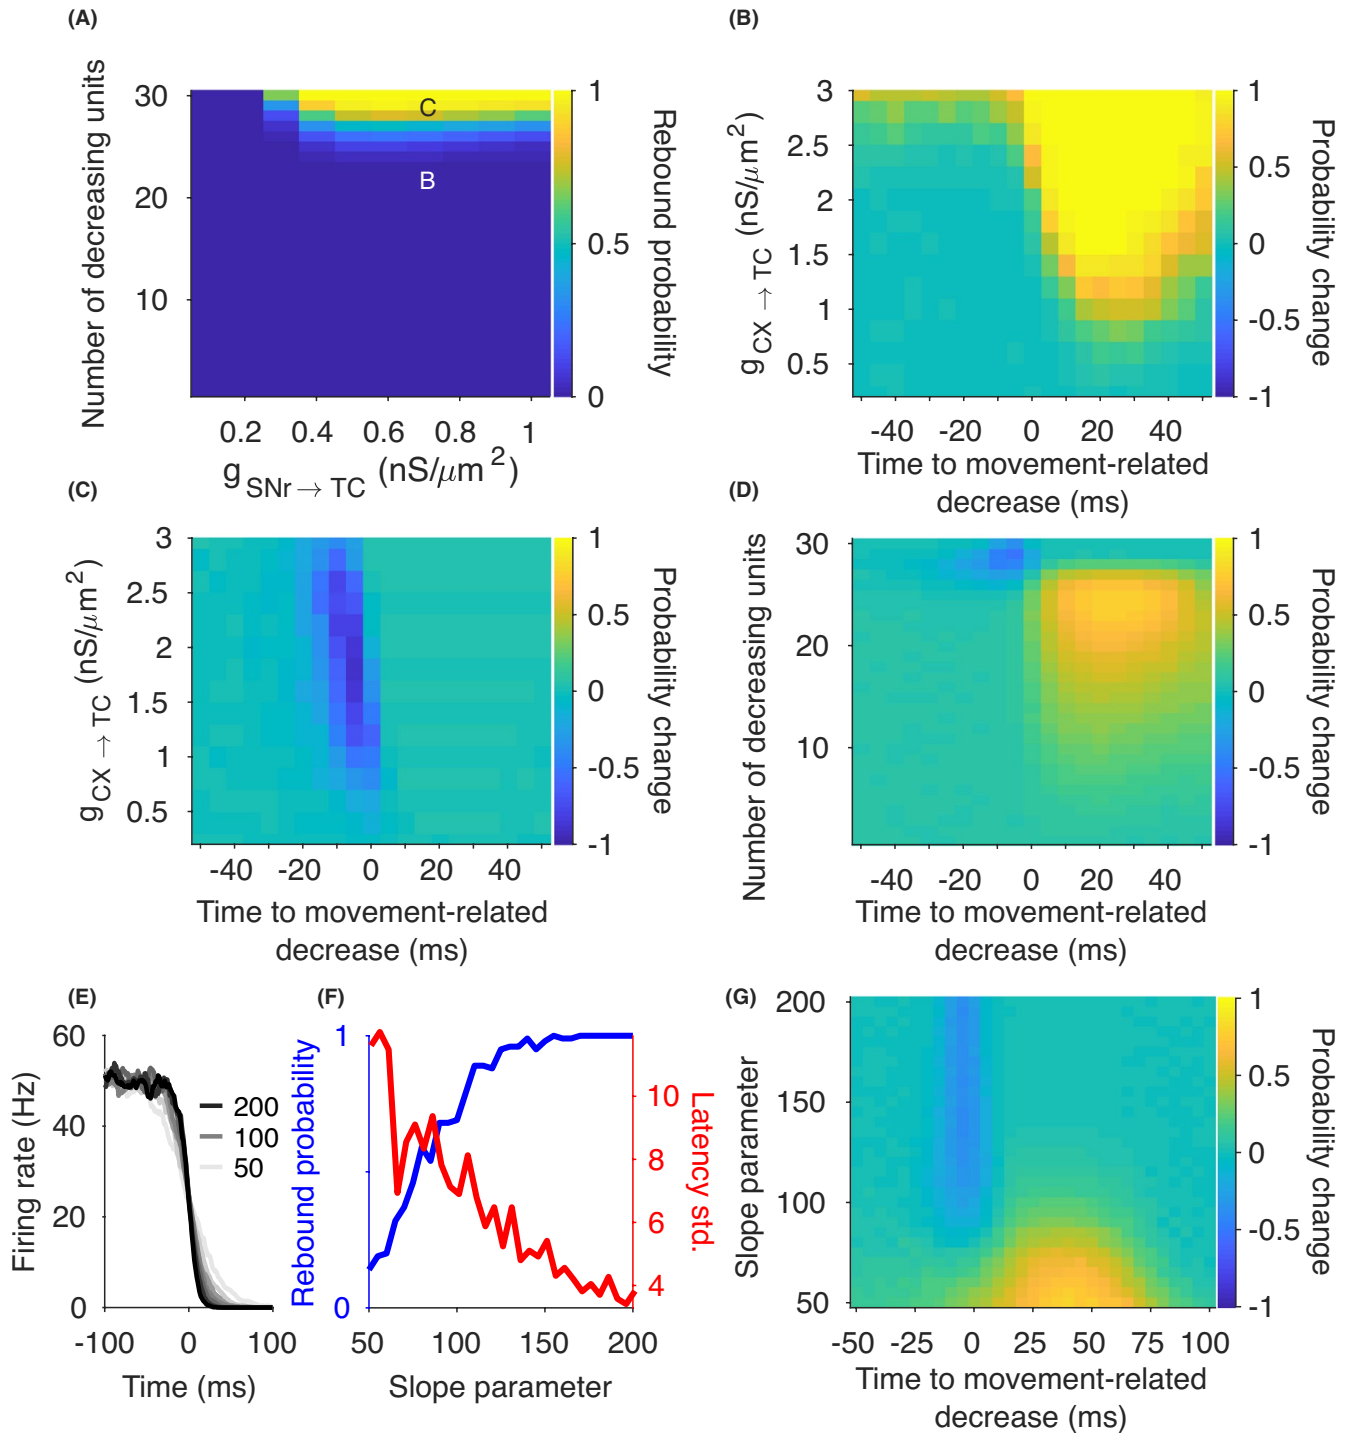 (A)
Number of decreasing units
30
20
10
C
B
0.2 0.4 0.6 0.8 1
g SNr → TC (nS/μm²)
1
0.5
0
Rebound probability
(B)
g CX → TC (nS/μm²)
3
2.5
2
1.5
1
0.5
-40 -20 0 20 40
Time to movement-related
decrease (ms)
1
0.5
0
-0.5
-1
Probability change
(C)
g CX → TC (nS/μm²)
3
2.5
2
1.5
1
0.5
-40 -20 0 20 40
Time to movement-related
decrease (ms)
1
0.5
0
-0.5
-1
Probability change
(D)
Number of decreasing units
30
20
10
-40 -20 0 20 40
Time to movement-related
decrease (ms)
1
0.5
0
-0.5
-1
Probability change
(E)
Firing rate (Hz)
60
40
20
0
200
100
50
-100 0 100
Time (ms)
(F)
Rebound probability
1
0
50 100 150 200
Slope parameter
10
8
6
4
Latency std.
(G)
Slope parameter
200
150
100
50
-50 -25 0 25 50 75 100
Time to movement-related
decrease (ms)
1
0.5
0
-0.5
-1
Probability change